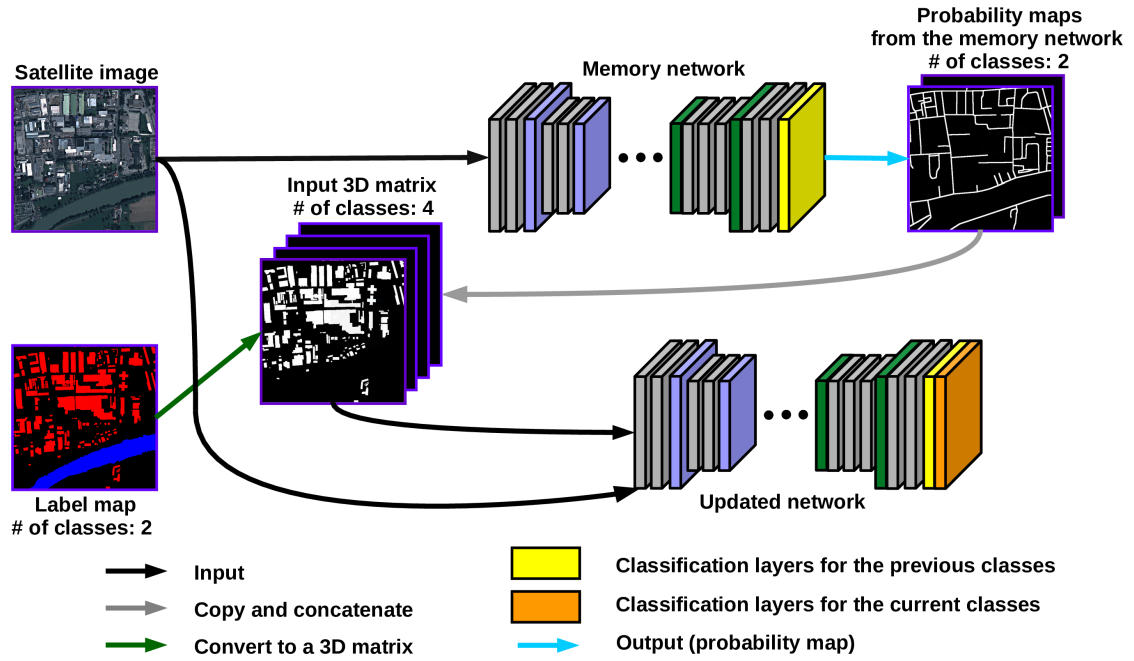 Probability maps
from the memory network
# of classes: 2
Satellite image
Memory network
Input 3D matrix
# of classes: 4
Label map
# of classes: 2
Updated network
Input
Copy and concatenate
Convert to a 3D matrix
Classification layers for the previous classes
Classification layers for the current classes
Output (probability map)